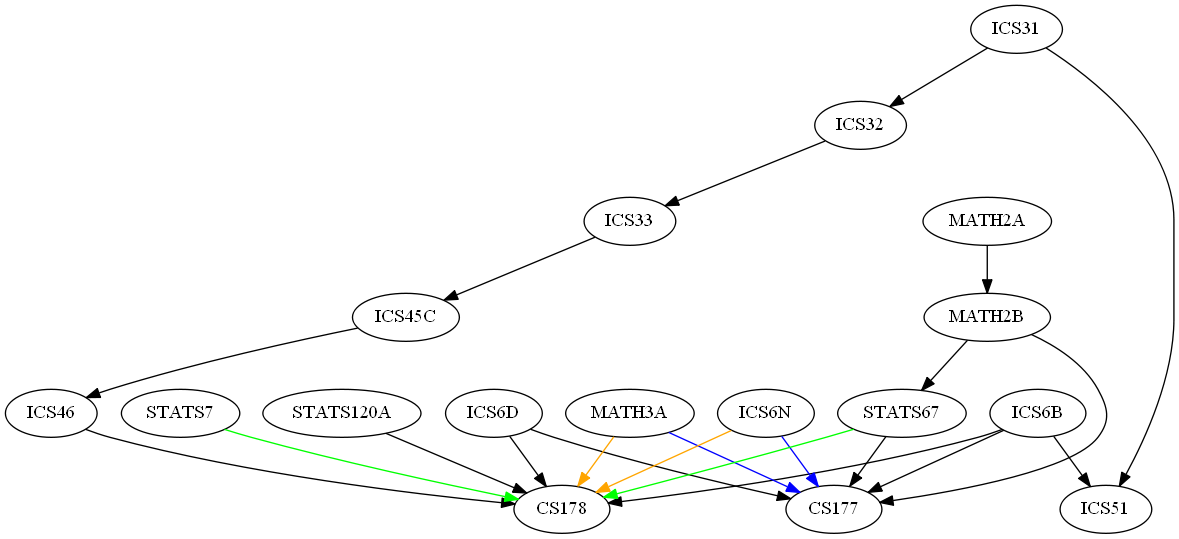 ICS31
ICS32
ICS33
MATH2A
ICS45C
MATH2B
ICS46
STATS7
STATS120A
ICS6D
MATH3A
ICS6N
STATS67
ICS6B
CS178
CS177
ICS51